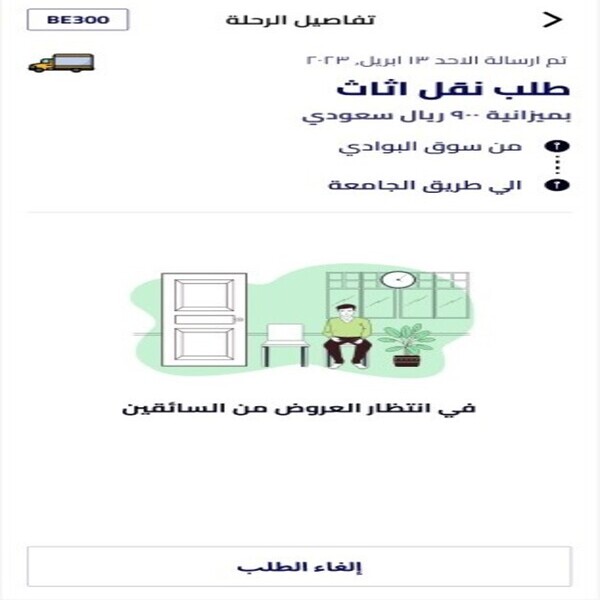 تفاصيل الرحلة
BE300
تم ارسالة الاحد ١٣ ابريل, ٢٠٢٣
طلب نقل اثاث
بميزانية ٩٠٠ ريال سعودي
من سوق البوادي
الي طريق الجامعة
في انتظار العروض من السائقين
إلغاء الطلب